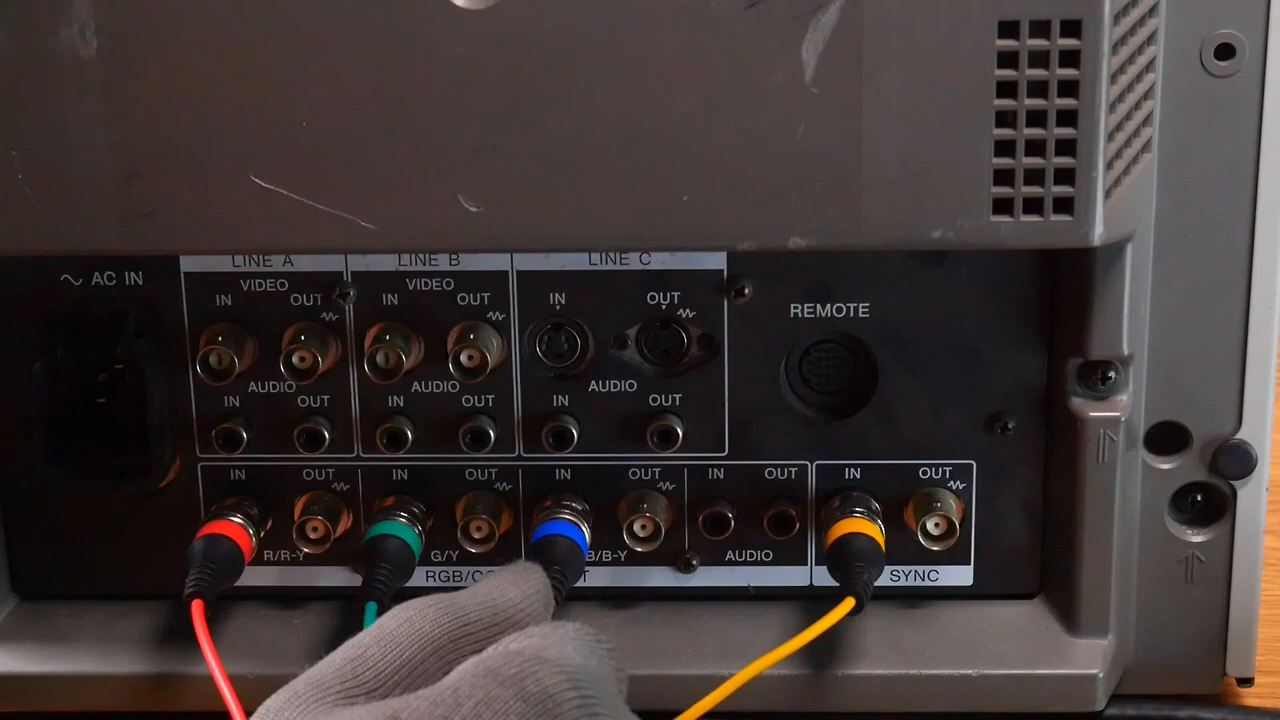 LINE A LINE B LINE C
AC IN VIDEO VIDEO
IN OUT IN OUT IN OUT
REMOTE
AUDIO AUDIO AUDIO
IN OUT IN OUT IN OUT
IN OUT IN OUT IN OUT IN OUT IN OUT
R/R-Y G/Y B/B-Y AUDIO
SYNC